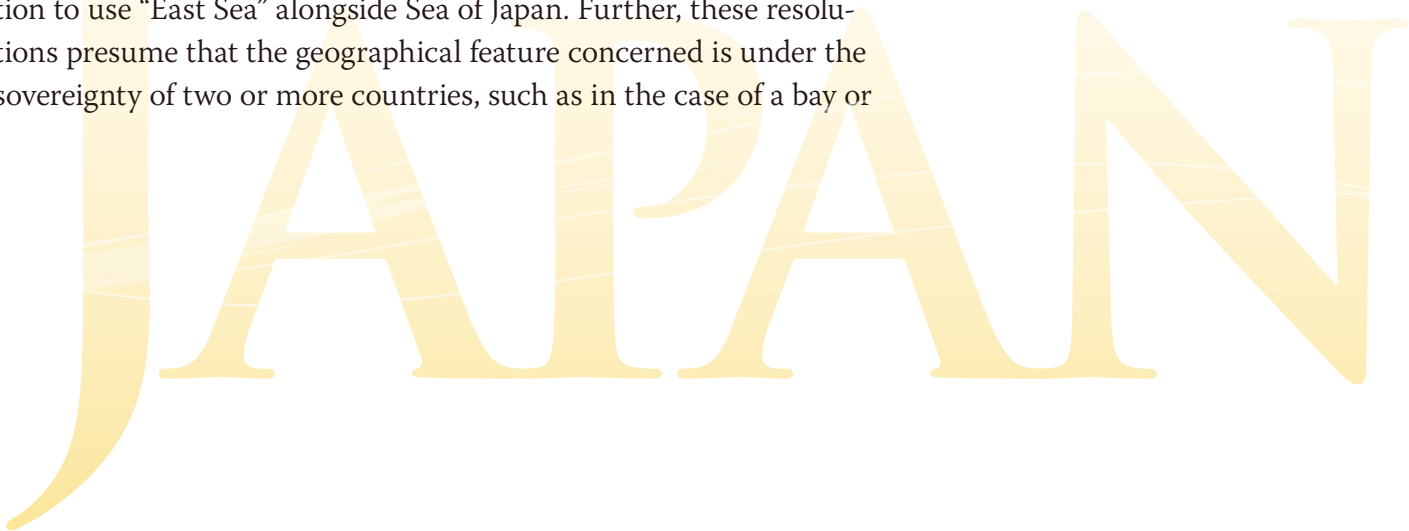 tion to use “East Sea” alongside Sea of Japan. Further, these resolu-
tions presume that the geographical feature concerned is under the
sovereignty of two or more countries, such as in the case of a bay or
JAPAN